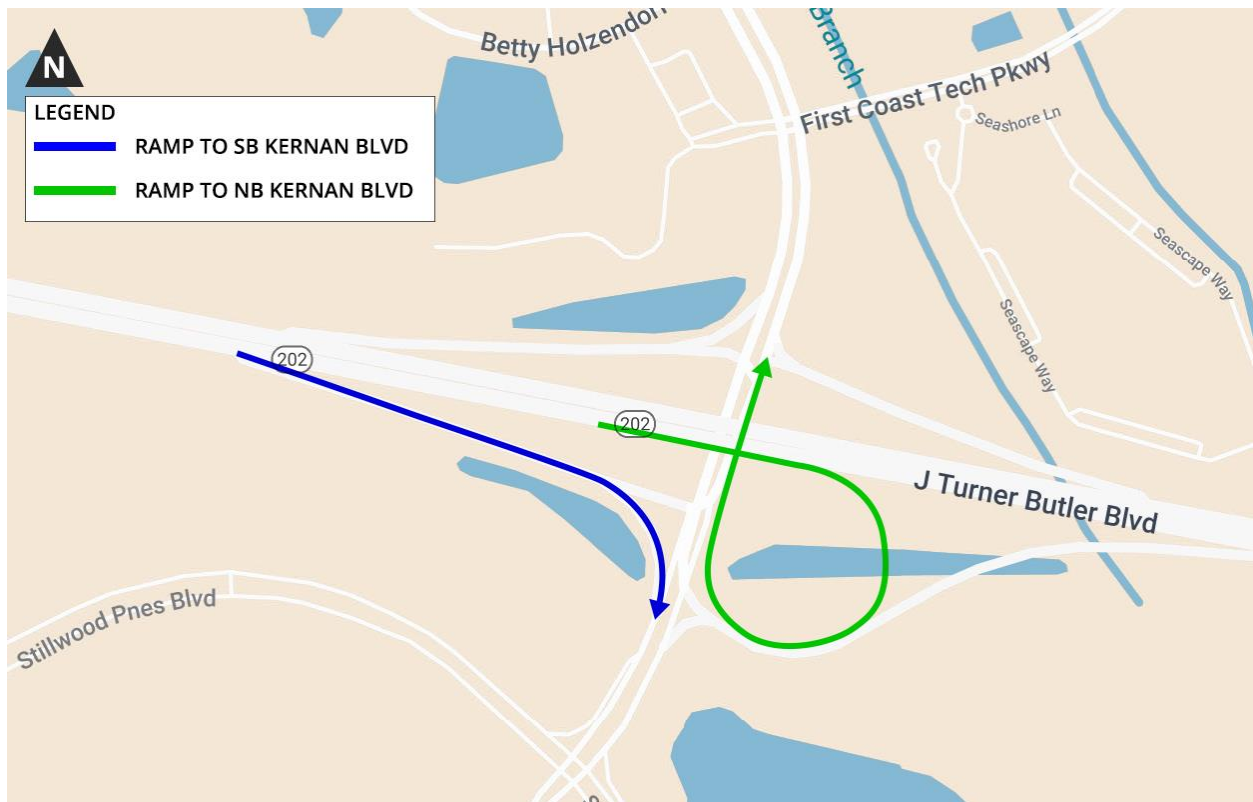 N
LEGEND
RAMP TO SB KERNAN BLVD
RAMP TO NB KERNAN BLVD
Betty Holzendorf
Branch
First Coast Tech Pkwy
Seashore Ln
Seascape Way
Seascape Way
202
202
J Turner Butler Blvd
Stillwood Pnes Blvd